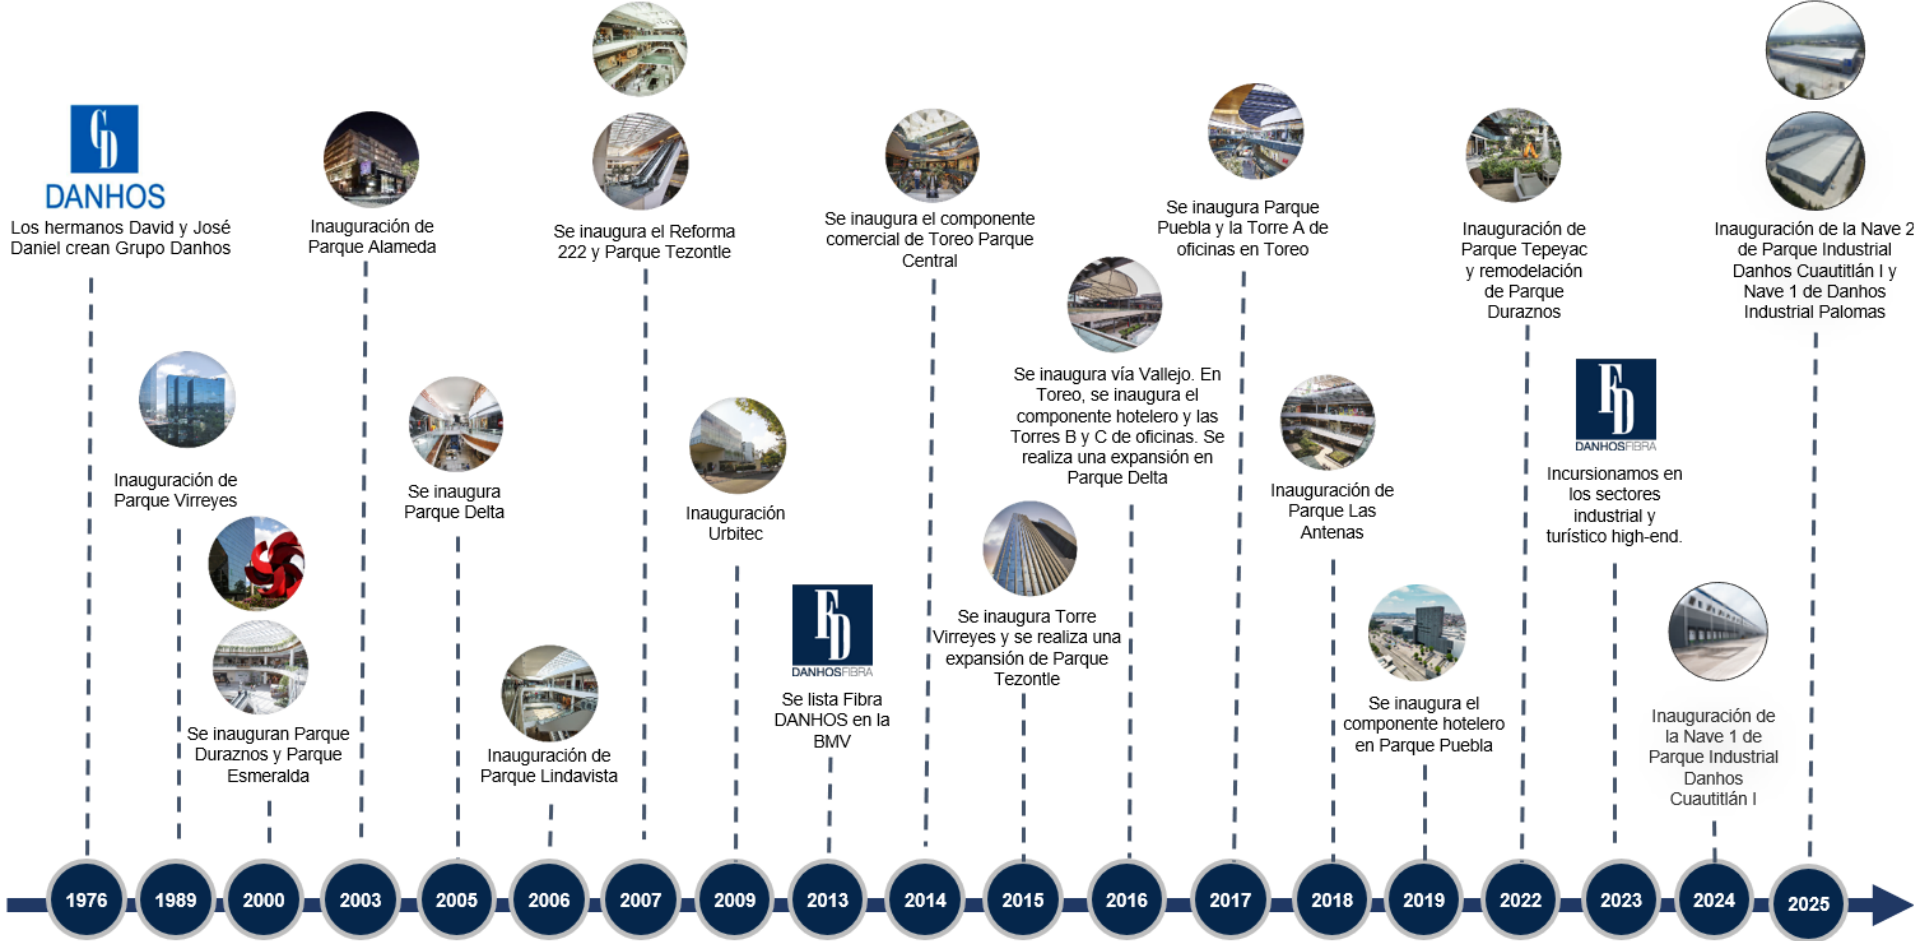 DANHOS
Los hermanos David y José
Daniel crean Grupo Danhos
Inauguración de
Parque Virreyes
Se inauguran Parque
Duraznos y Parque
Esmeralda
Inauguración de
Parque Alameda
Se inaugura
Parque Delta
Inauguración de
Parque Lindavista
Se inaugura el Reforma
222 y Parque Tezontle
Inauguración
Urbitec
DANHOSFIBRA
Se lista Fibra
DANHOS en la
BMV
Se inaugura el componente
comercial de Toreo Parque
Central
Se inaugura Torre
Virreyes y se realiza una
expansión de Parque
Tezontle
Se inaugura vía Vallejo. En
Toreo, se inaugura el
componente hotelero y las
Torres B y C de oficinas. Se
realiza una expansión en
Parque Delta
Se inaugura Parque
Puebla y la Torre A de
oficinas en Toreo
Inauguración de
Parque Las
Antenas
Se inaugura el
componente hotelero
en Parque Puebla
Inauguración de
Parque Tepeyac
y remodelación
de Parque
Duraznos
DANHOSFIBRA
Incursionamos en
los sectores
industrial y
turístico high-end.
Inauguración de
la Nave 1 de
Parque Industrial
Danhos
Cuautitlán I
Inauguración de la Nave 2
de Parque Industrial
Danhos Cuautitlán I y
Nave 1 de Danhos
Industrial Palomas
1976
1989
2000
2003
2005
2006
2007
2009
2013
2014
2015
2016
2017
2018
2019
2022
2023
2024
2025